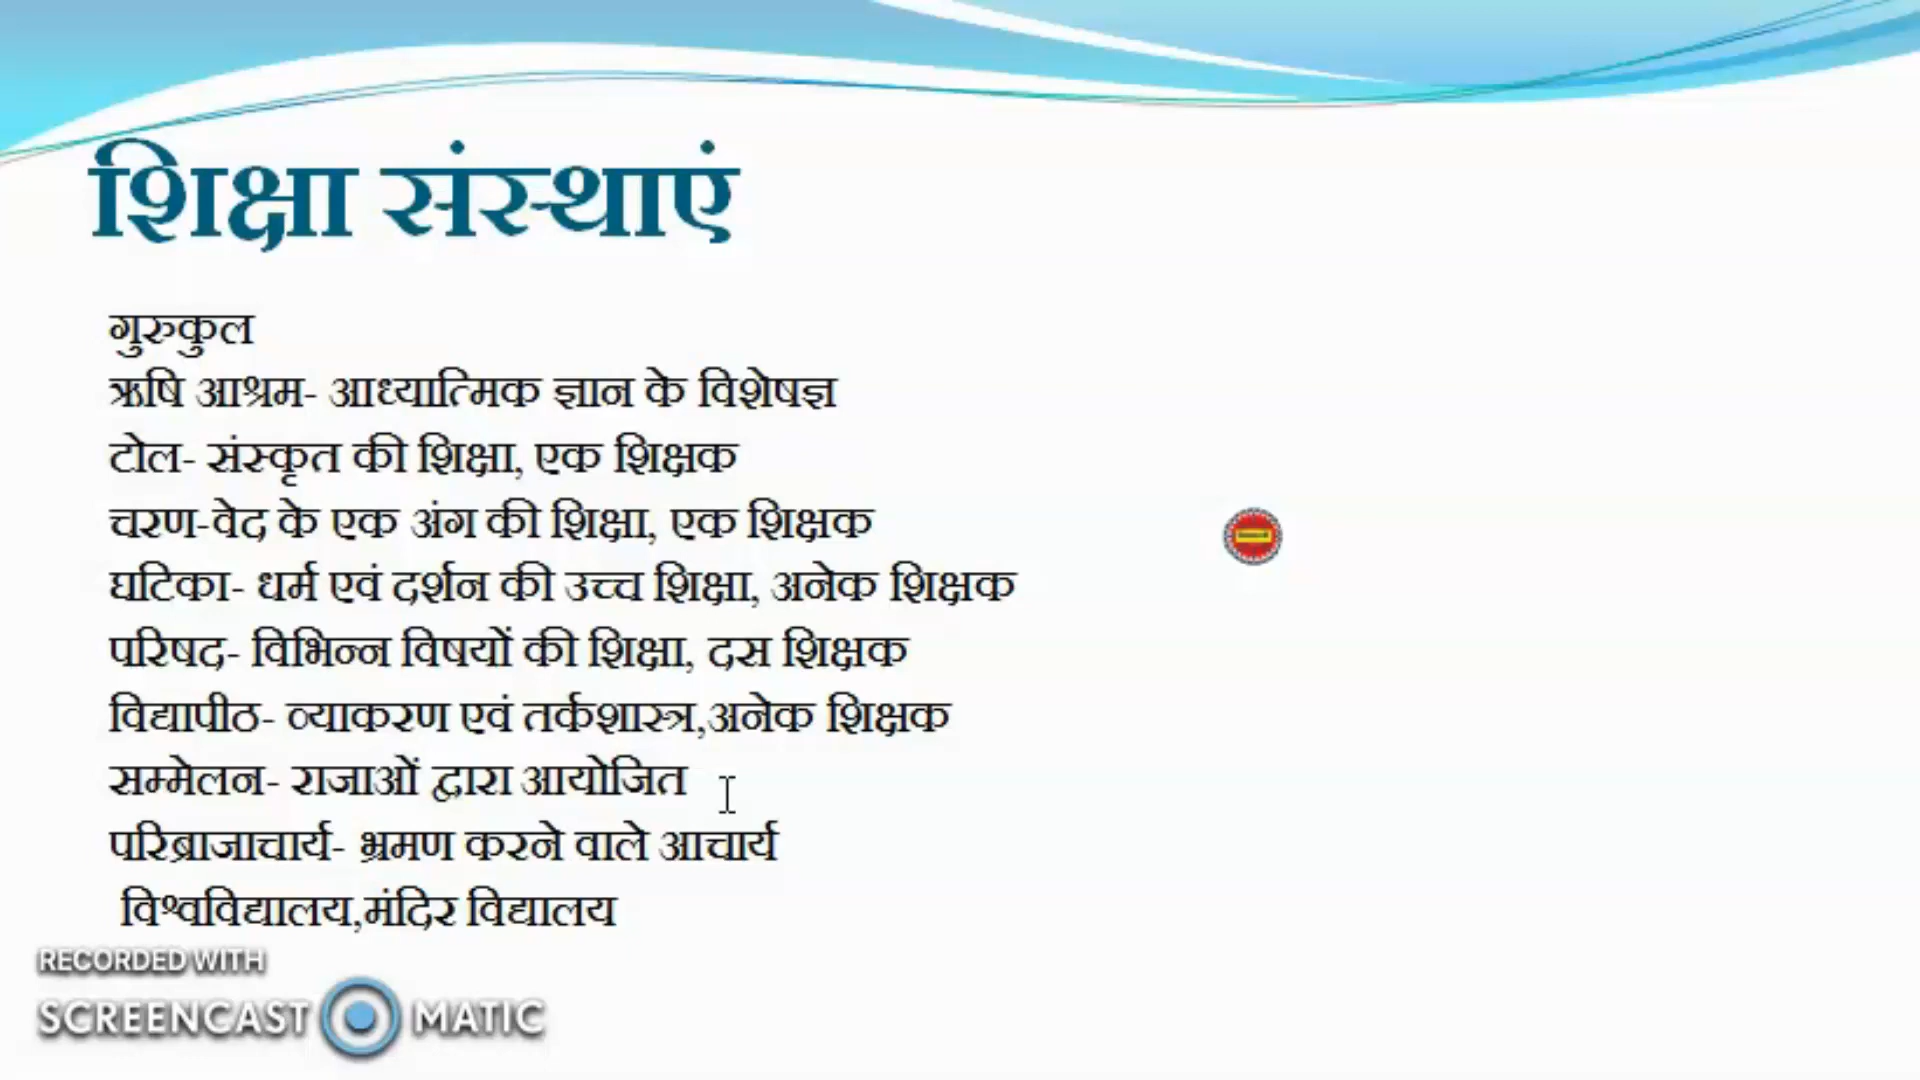 शिक्षा संस्थाएं
गुरुकुल
ऋषि आश्रम- आध्यात्मिक ज्ञान के विशेषज्ञ
टोल- संस्कृत की शिक्षा, एक शिक्षक
चरण-वेद के एक अंग की शिक्षा, एक शिक्षक
घटिका- धर्म एवं दर्शन की उच्च शिक्षा, अनेक शिक्षक
परिषद- विभिन्न विषयों की शिक्षा, दस शिक्षक
विद्यापीठ- व्याकरण एवं तर्कशास्त्र,अनेक शिक्षक
सम्मेलन- राजाओं द्वारा आयोजित
परिब्राजाचार्य- भ्रमण करने वाले आचार्य
विश्वविद्यालय,मंदिर विद्यालय
RECORDED WITH
SCREENCAST MATIC